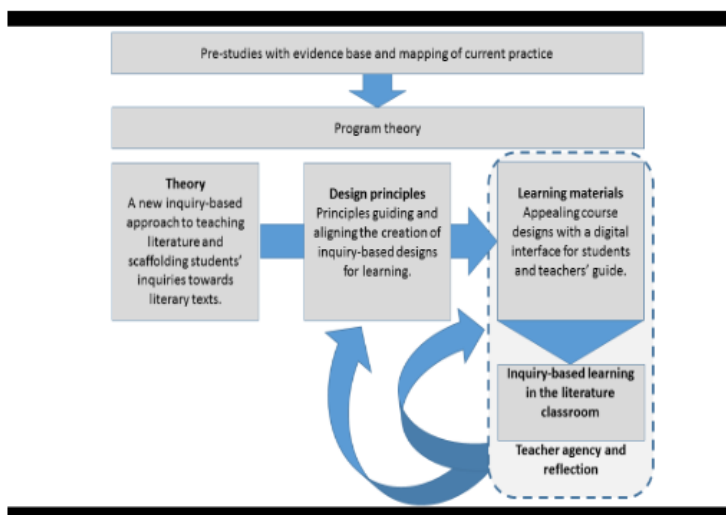 Pre-studies with evidence base and mapping of current practice
Program theory
Theory
A new inquiry-based
approach to teaching
literature and
scaffolding students'
inquiries towards
literary texts.
Design principles
Principles guiding and
aligning the creation of
inquiry-based designs
for learning.
Learning materials
Appealing course
designs with a digital
interface for students
and teachers' guide.
Inquiry-based learning
in the literature
classroom
Teacher agency and
reflection